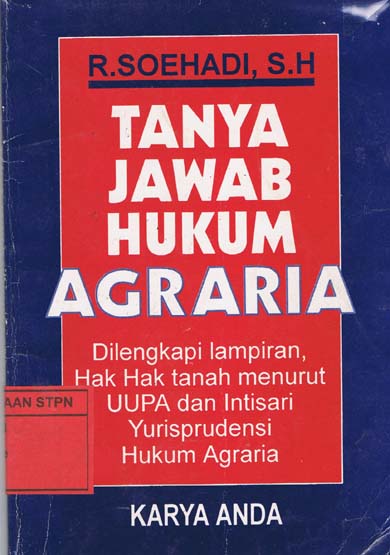 R.SOEHADI, S.H
TANYA
JAWAB
HUKUM
AGRARIA
Dilengkapi lampiran,
Hak Hak tanah menurut
UUPA dan Intisari
Yurisprudensi
Hukum Agraria
AAN STPN
KARYA ANDA